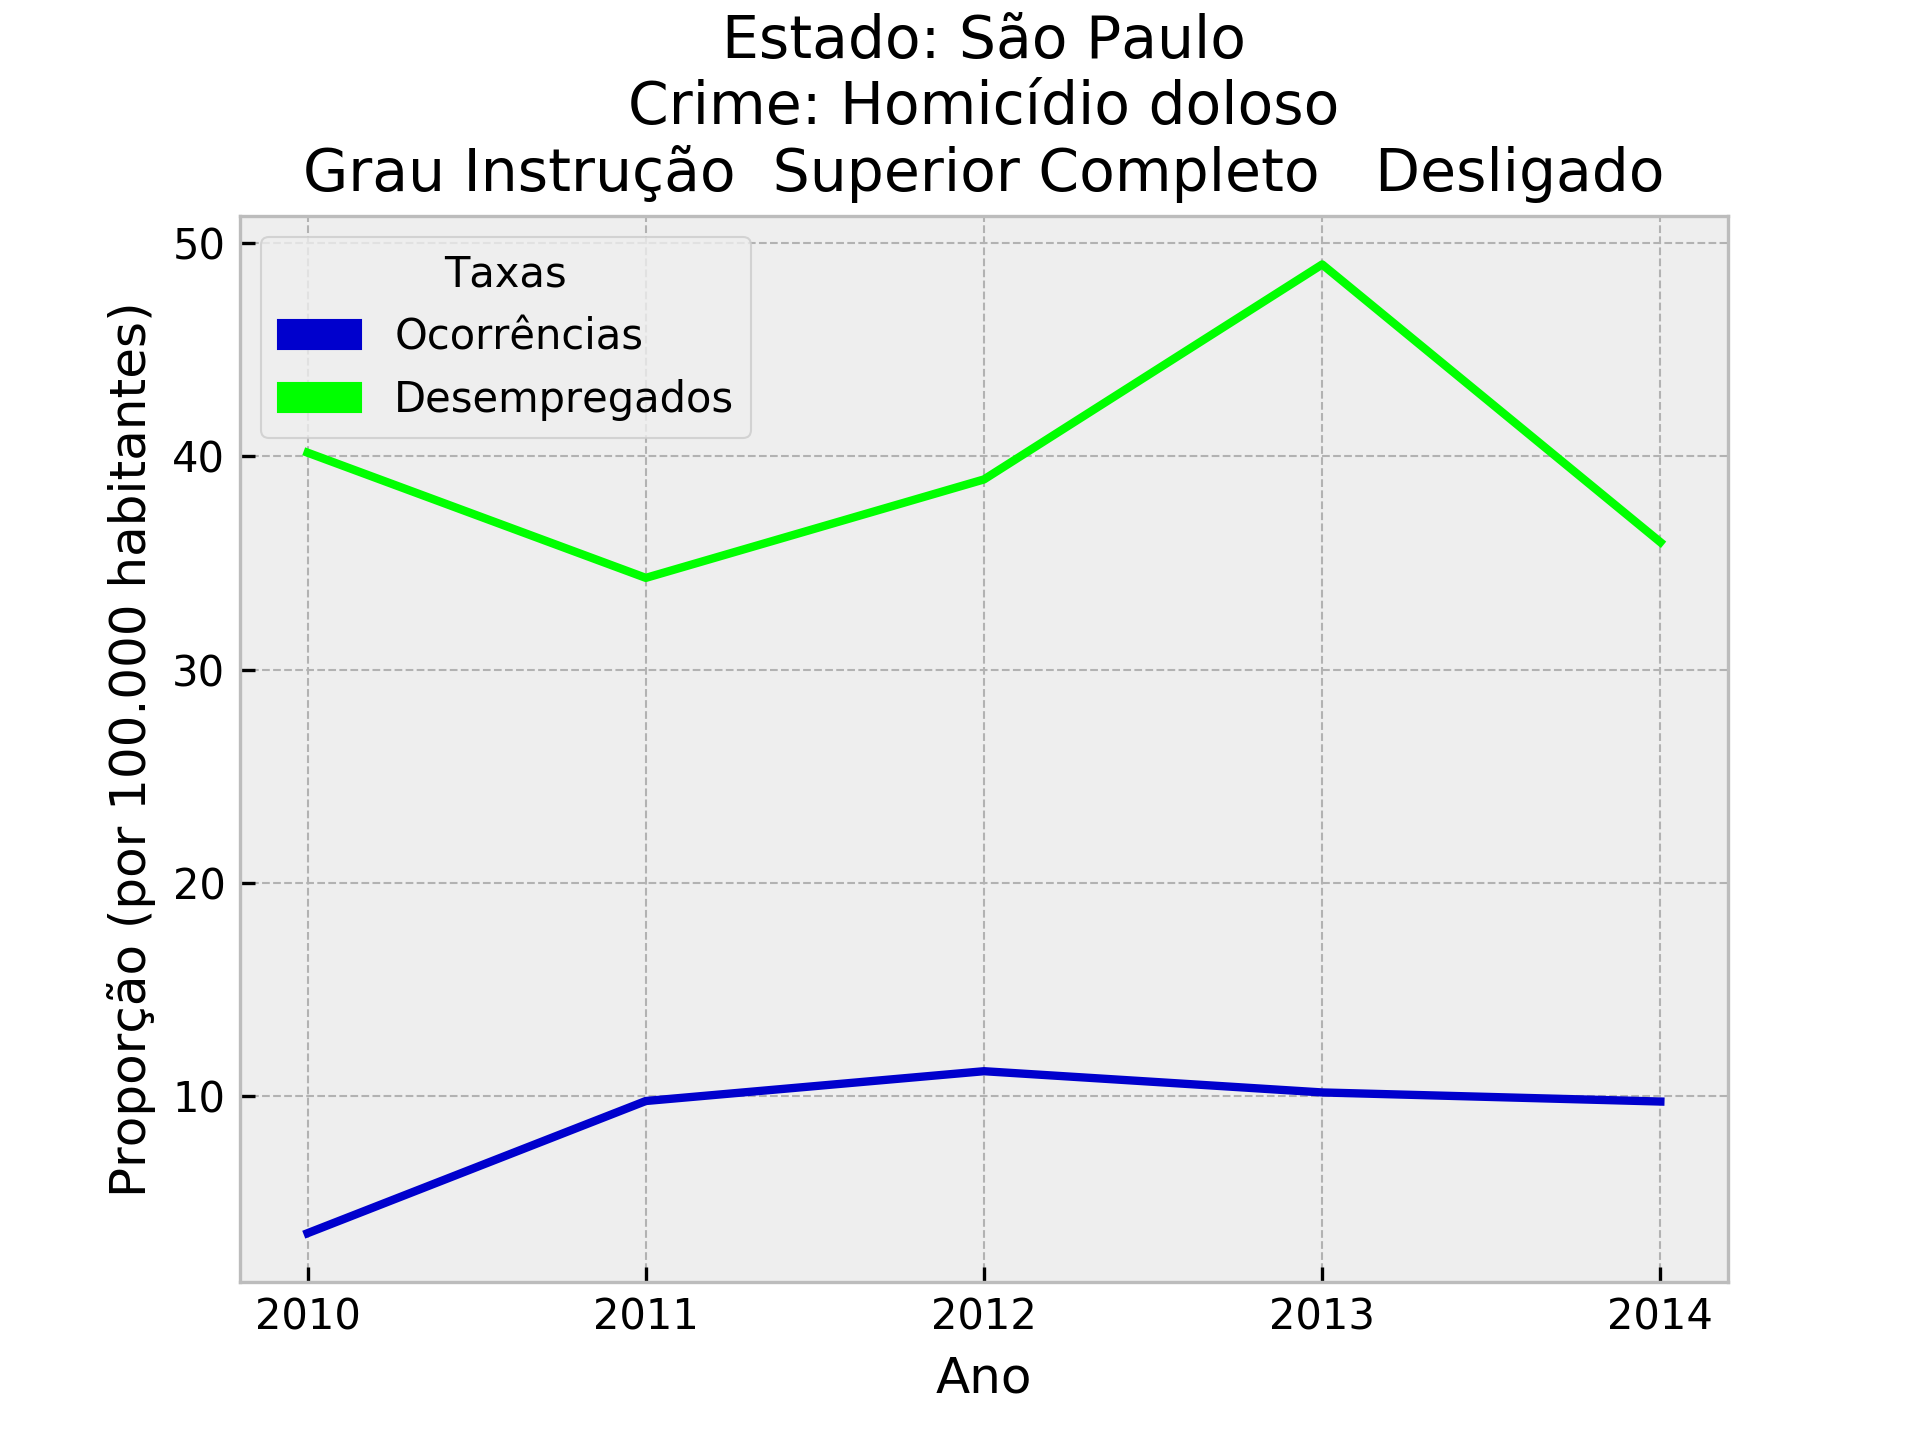 Estado: São Paulo
Crime: Homicídio doloso
Grau Instrução  Superior Completo   Desligado
Proporção (por 100.000 habitantes)
50
40
30
20
10
Taxas
Ocorrências
Desempregados
2010 2011 2012 2013 2014
Ano